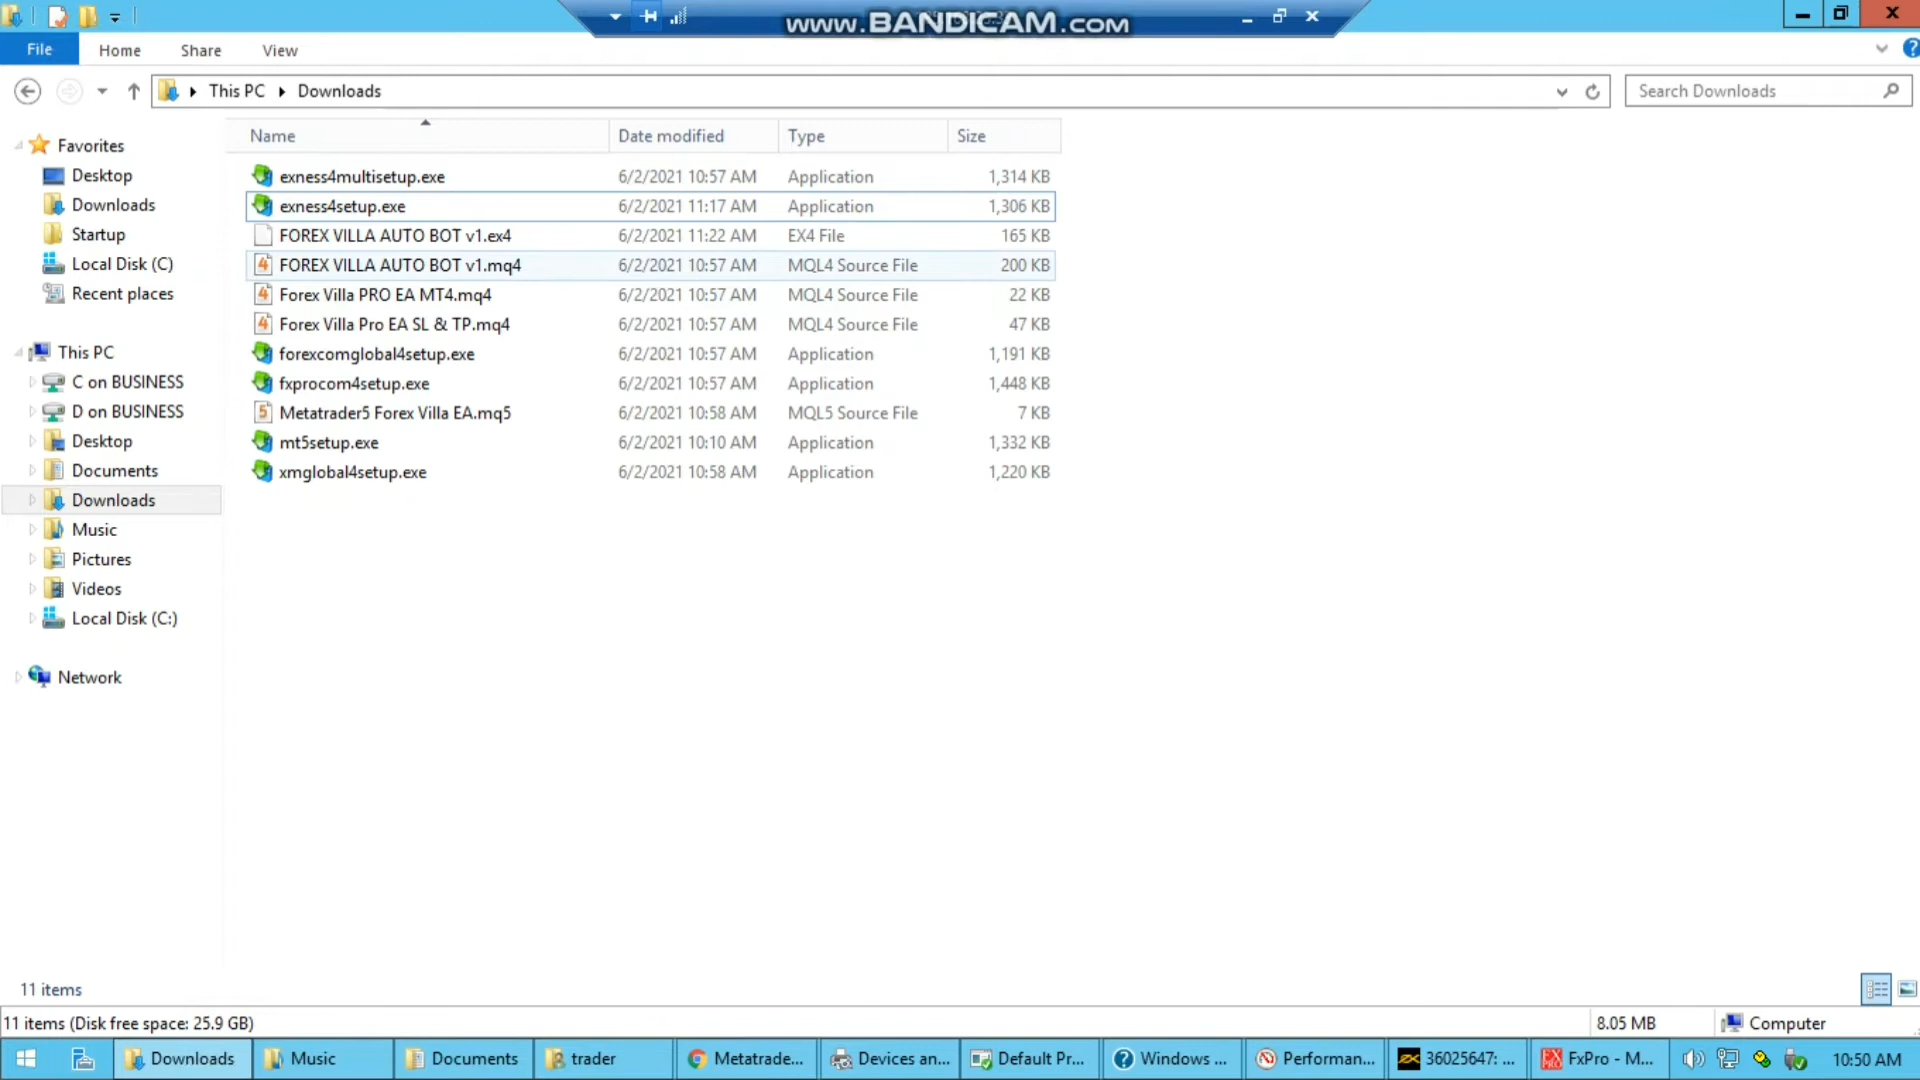 www.BANDICAM.com
File Home Share View
This PC Downloads
Search Downloads
Name Date modified Type Size
exness4multisetup.exe 6/2/2021 10:57 AM Application 1,314 KB
exness4setup.exe 6/2/2021 11:17 AM Application 1,306 KB
FOREX VILLA AUTO BOT v1.ex4 6/2/2021 11:22 AM EX4 File 165 KB
FOREX VILLA AUTO BOT v1.mq4 6/2/2021 10:57 AM MQL4 Source File 200 KB
Forex Villa PRO EA MT4.mq4 6/2/2021 10:57 AM MQL4 Source File 22 KB
Forex Villa Pro EA SL & TP.mq4 6/2/2021 10:57 AM MQL4 Source File 47 KB
forexcomglobal4setup.exe 6/2/2021 10:57 AM Application 1,191 KB
fxprocom4setup.exe 6/2/2021 10:57 AM Application 1,448 KB
Metatrader5 Forex Villa EA.mq5 6/2/2021 10:58 AM MQL5 Source File 7 KB
mt5setup.exe 6/2/2021 10:10 AM Application 1,332 KB
xmglobal4setup.exe 6/2/2021 10:58 AM Application 1,220 KB
Favorites
Desktop
Downloads
Startup
Local Disk (C)
Recent places
This PC
C on BUSINESS
D on BUSINESS
Desktop
Documents
Downloads
Music
Pictures
Videos
Local Disk (C:)
Network
11 items
11 items (Disk free space: 25.9 GB) 8.05 MB Computer
Downloads Music Documents trader Metatrade... Devices an... Default Pr... Windows ... Performan... 36025647: ... FxPro - M... 10:50 AM